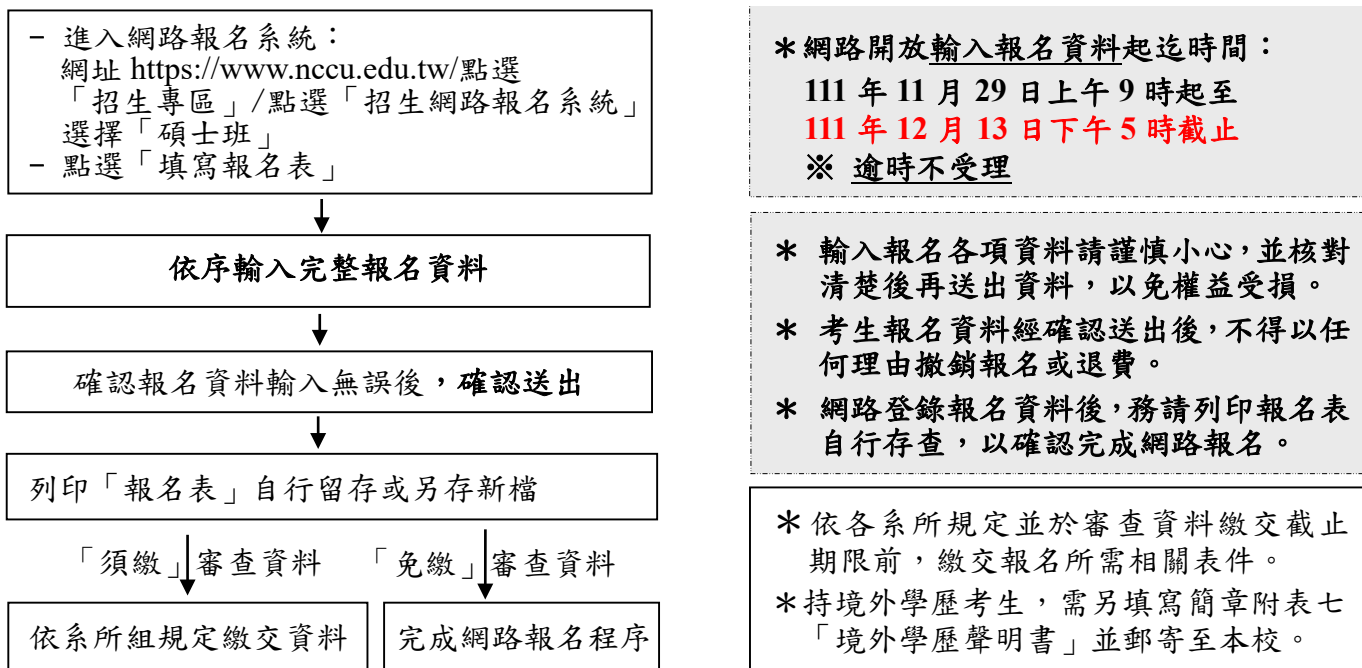 - 進入網路報名系統：
網址 https://www.nccu.edu.tw/點選
「招生專區」/點選「招生網路報名系統」
選擇「碩士班」
- 點選「填寫報名表」
依序輸入完整報名資料
確認報名資料輸入無誤後，確認送出
列印「報名表」自行留存或另存新檔
「須繳」審查資料
「免繳」審查資料
依系所組規定繳交資料
完成網路報名程序
＊網路開放輸入報名資料起迄時間：
111 年 11 月 29 日上午 9 時起至
111 年 12 月 13 日下午 5 時截止
※ 逾時不受理
＊ 輸入報名各項資料請謹慎小心，並核對
清楚後再送出資料，以免權益受損。
＊ 考生報名資料經確認送出後，不得以任
何理由撤銷報名或退費。
＊ 網路登錄報名資料後，務請列印報名表
自行存查，以確認完成網路報名。
＊依各系所規定並於審查資料繳交截止
期限前，繳交報名所需相關表件。
＊持境外學歷考生，需另填寫簡章附表七
「境外學歷聲明書」並郵寄至本校。